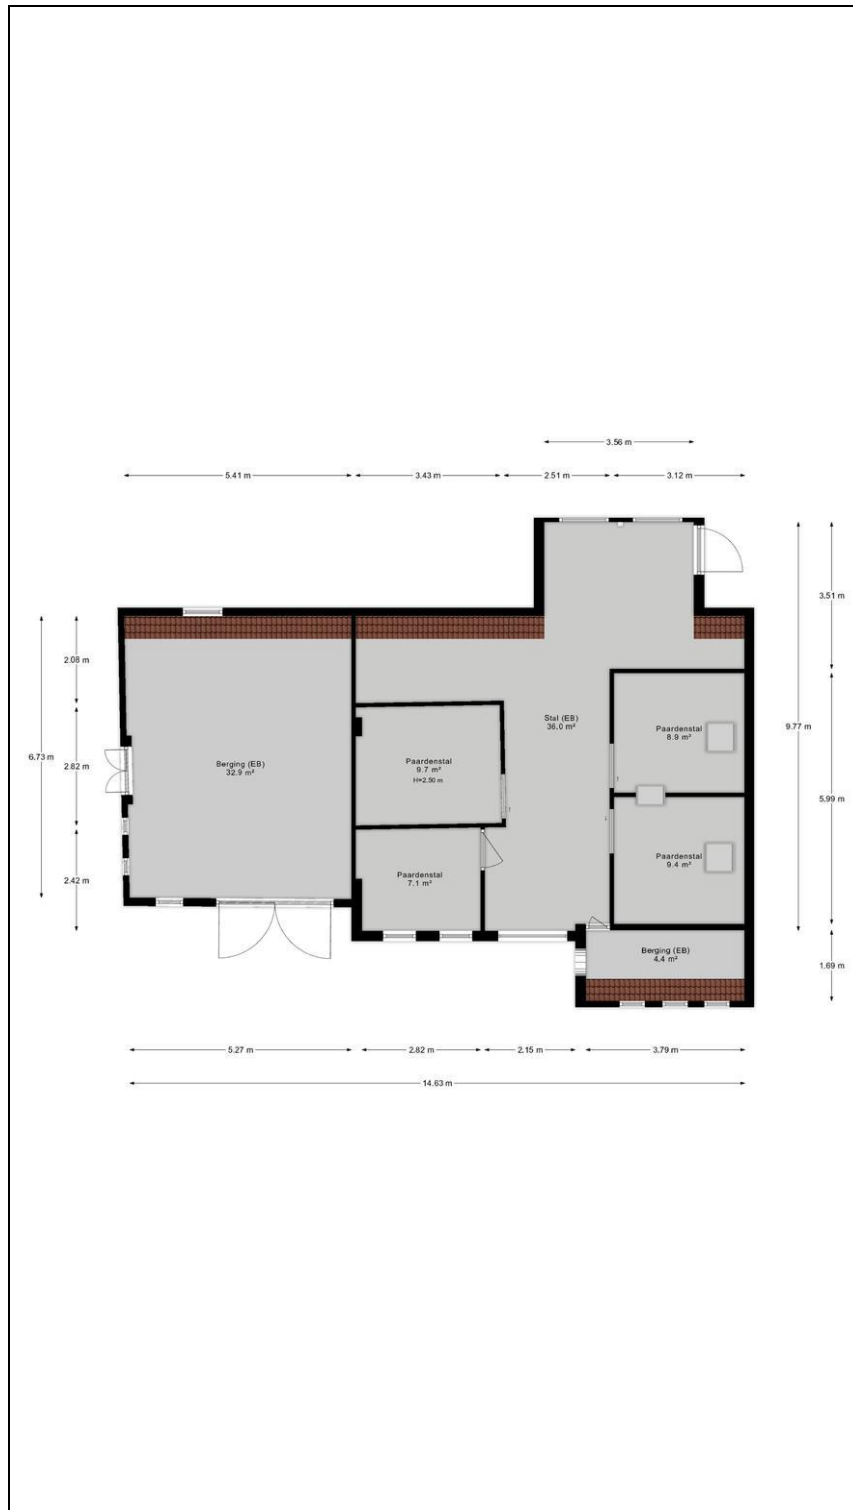 3.56 m
5.41 m
3.43 m
2.51 m
3.12 m
3.51 m
2.08 m
Stal (EB)
36.0 m²
9.77 m
Paardenstal
8.9 m²
6.73 m
2.82 m
Berging (EB)
32.9 m²
Paardenstal
9.7 m²
H=2.50 m
5.99 m
Paardenstal
9.4 m²
2.42 m
Paardenstal
7.1 m²
Berging (EB)
4.4 m²
1.69 m
5.27 m
2.82 m
2.15 m
3.79 m
14.63 m